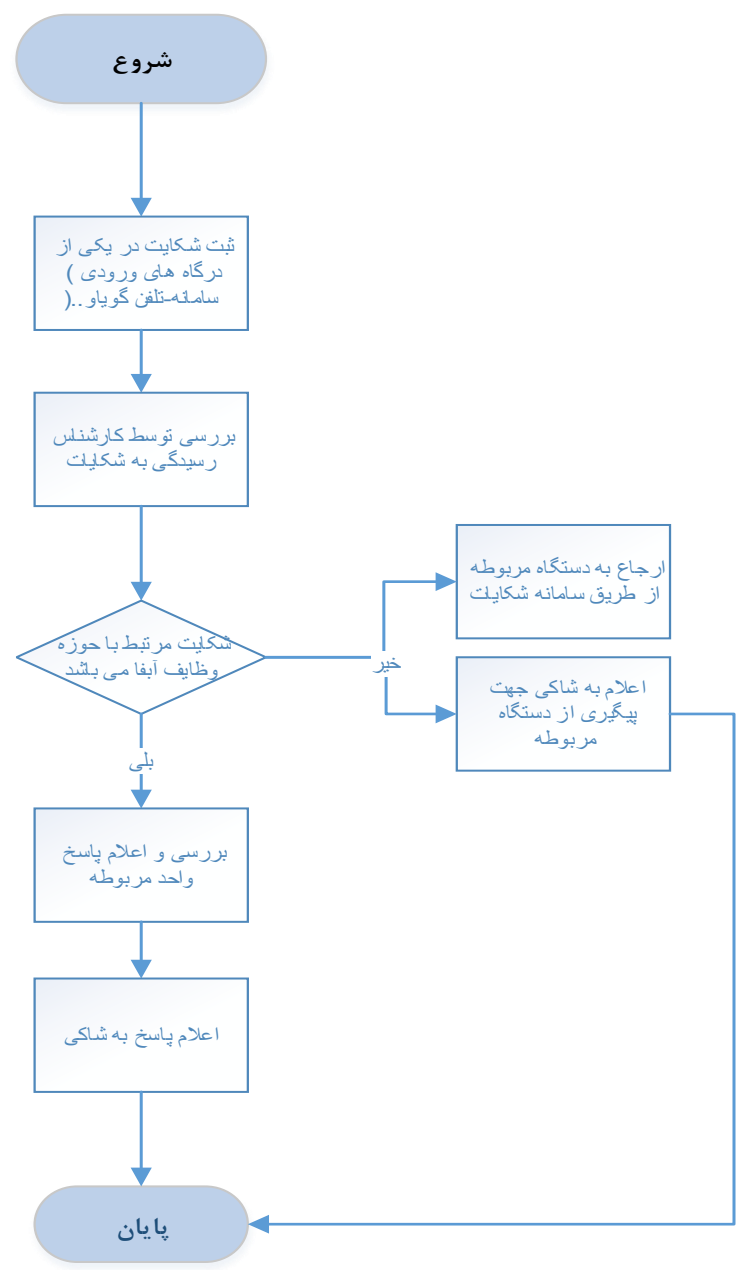 شروع
ثبت شکایت در یکی از
درگاه های ورودی (
سامانه-تلفن گویاو..)
بررسی توسط کارشناس
رسیدگی به شکایات
شکایت مرتبط با حوزه
وظایف آبفا می باشد
خیر
ارجاع به دستگاه مربوطه
از طریق سامانه شکایات
اعلام به شاکی جهت
پیگیری از دستگاه
مربوطه
بلی
بررسی و اعلام پاسخ
واحد مربوطه
اعلام پاسخ به شاکی
پایان